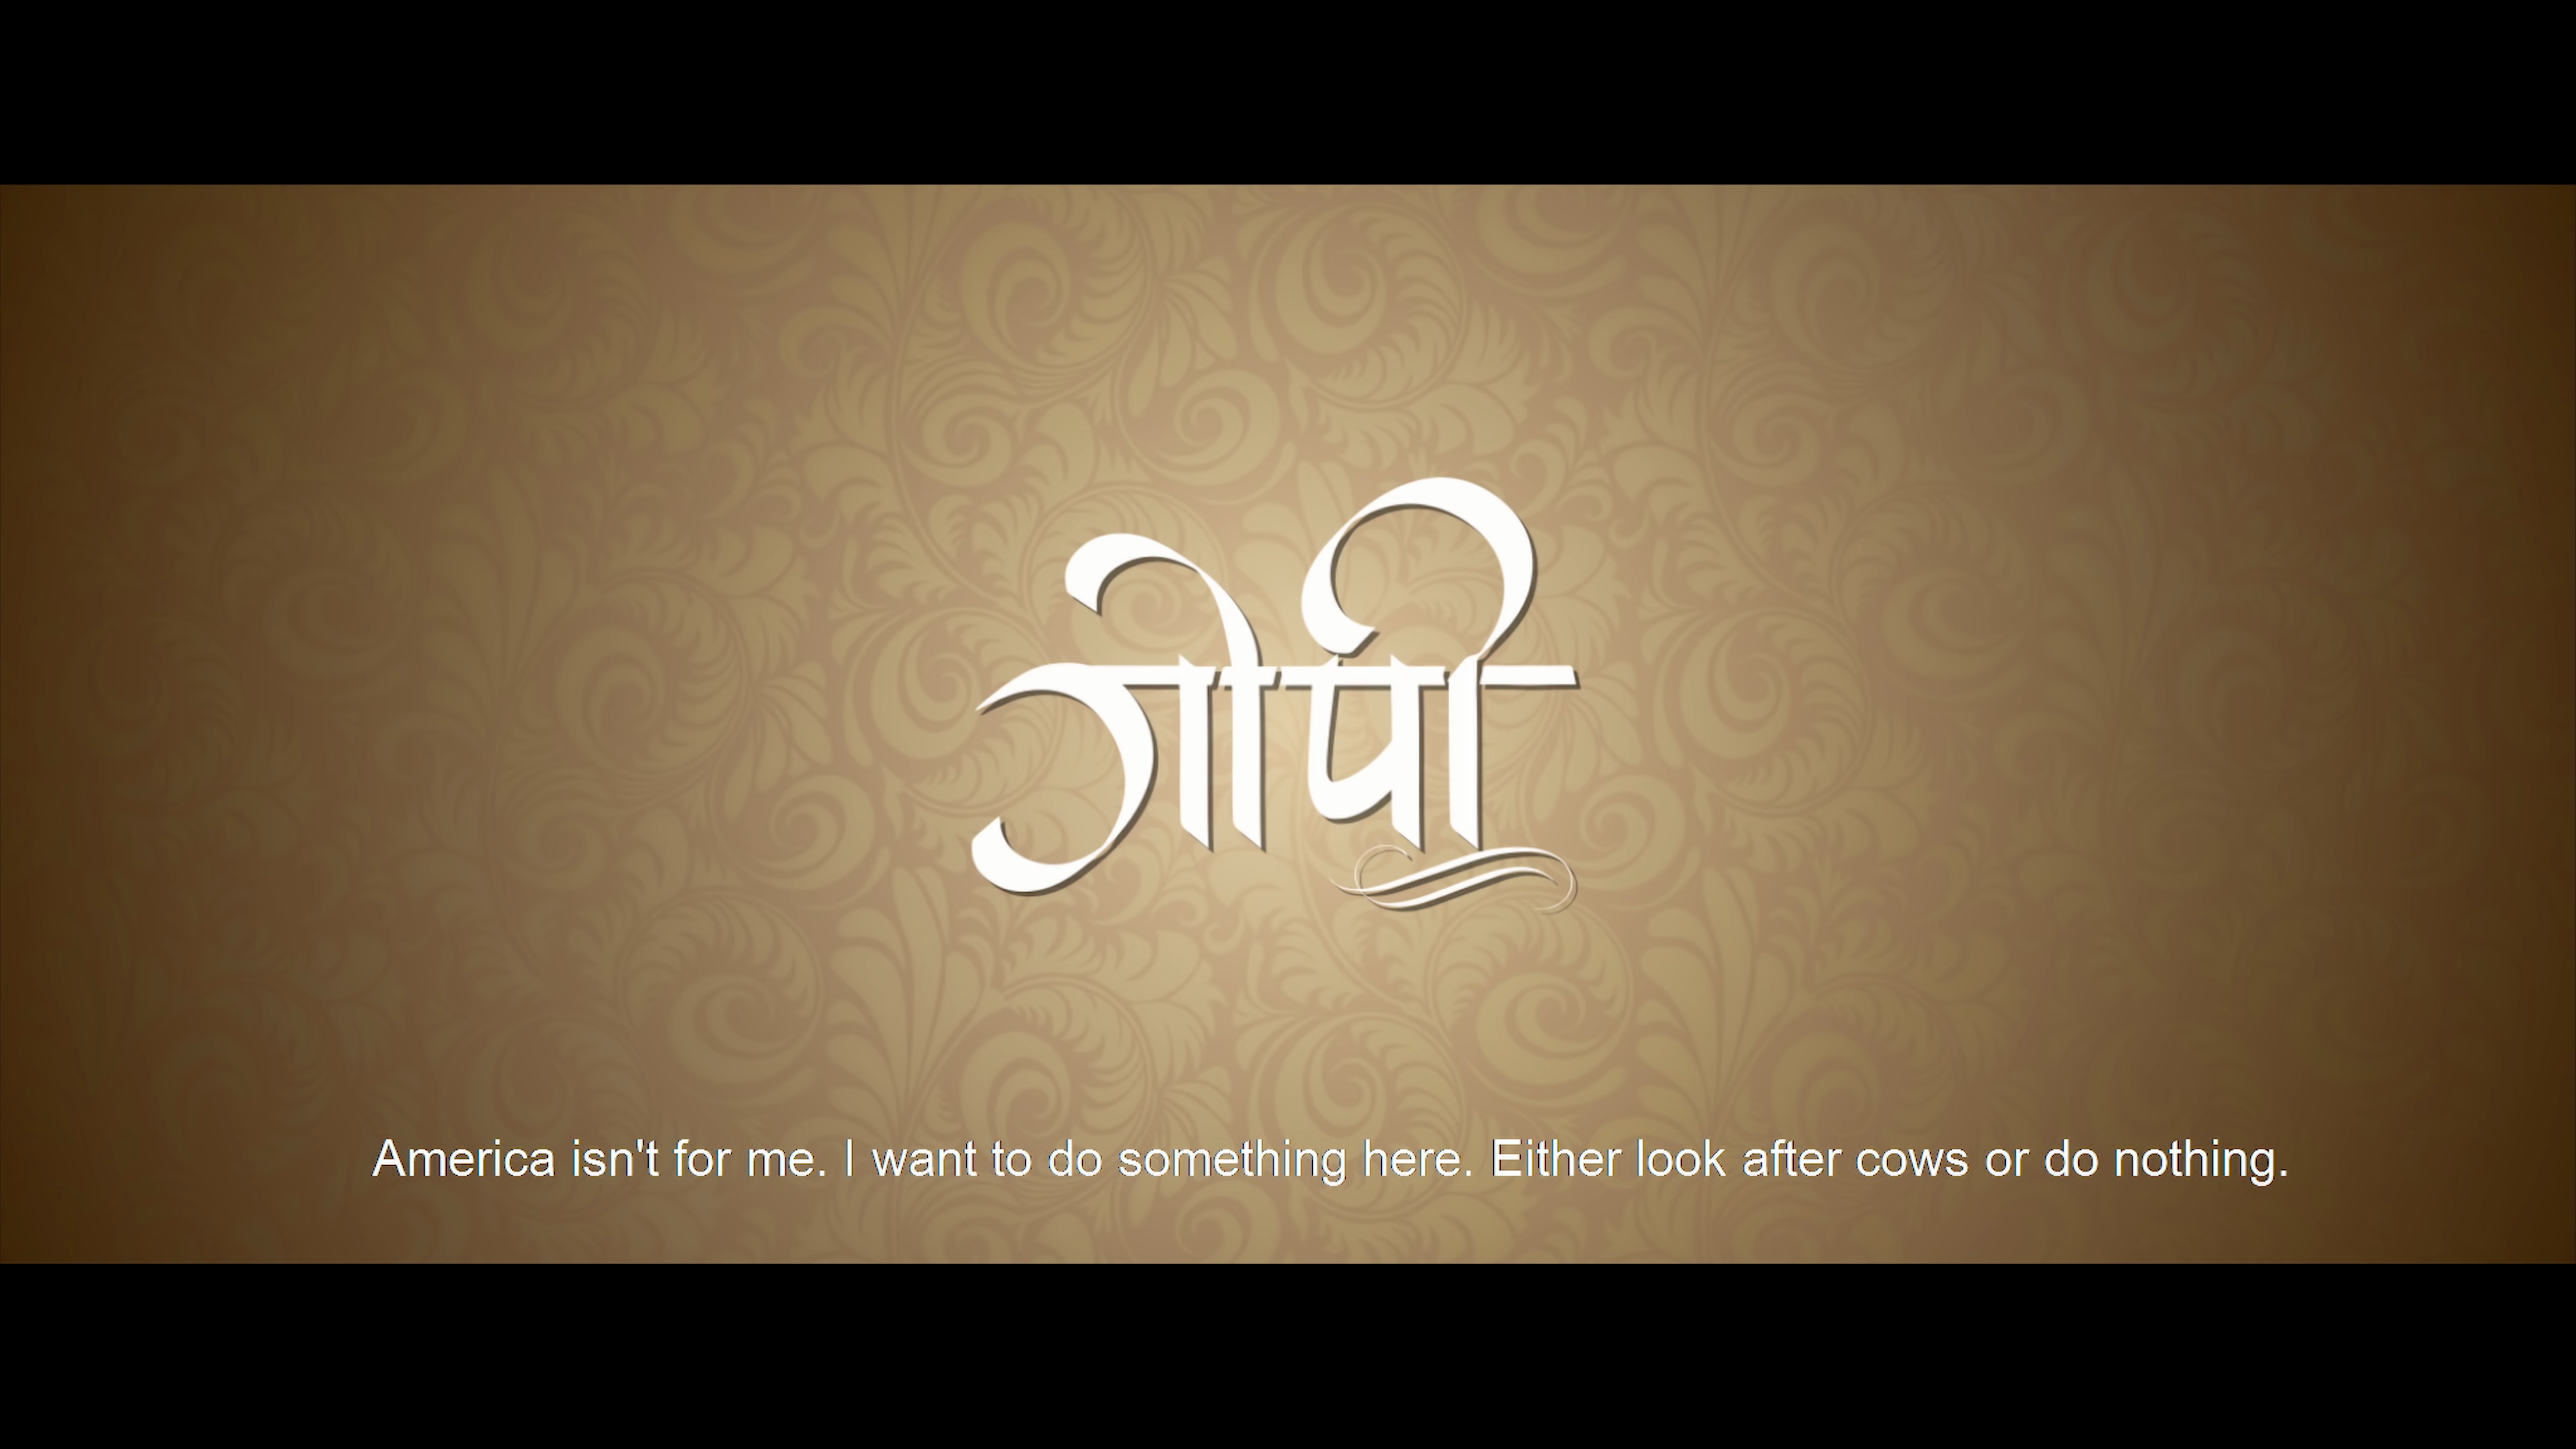 गोपी
America isn't for me. I want to do something here. Either look after cows or do nothing.